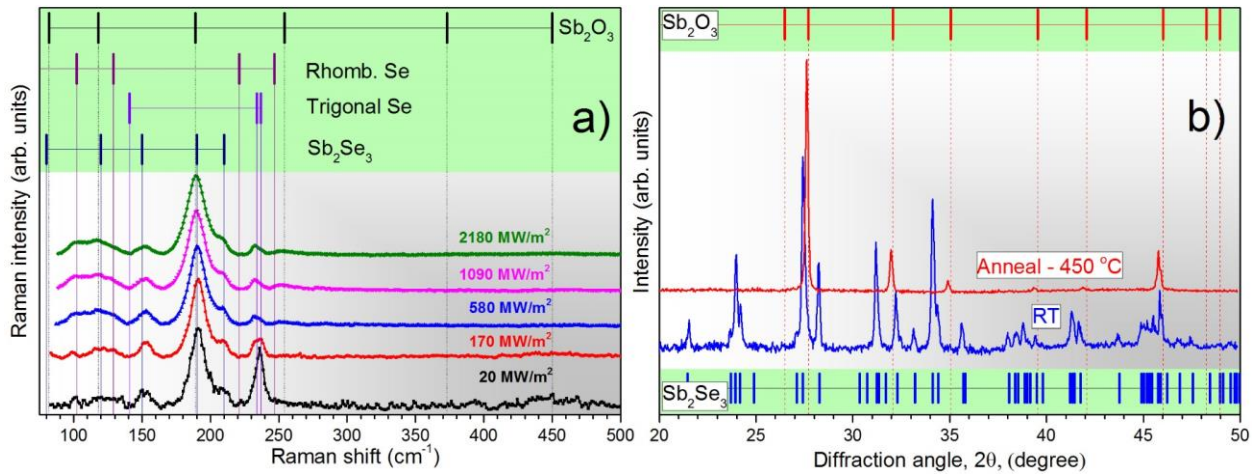 a)
Sb₂O₃
Rhomb. Se
Trigonal Se
Sb₂Se₃
Raman intensity (arb. units)
2180 MW/m²
1090 MW/m²
580 MW/m²
170 MW/m²
20 MW/m²
100 150 200 250 300 350 400 450 500
Raman shift (cm⁻¹)
b)
Sb₂O₃
Intensity (arb. units)
Anneal - 450 °C
RT
Sb₂Se₃
20 25 30 35 40 45 50
Diffraction angle, 2θ, (degree)